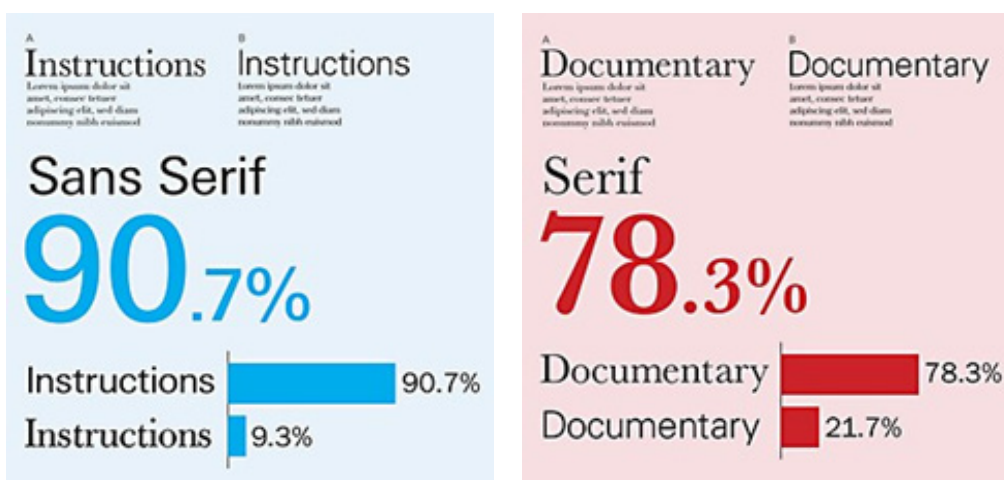 A
Instructions
Lorem ipsum dolor sit
amet, consec tetuer
adipiscing elit, sed diam
nonummy nibh euismod
B
Instructions
Lorem ipsum dolor sit
amet, consec tetuer
adipiscing elit, sed diam
nonummy nibh euismod
Sans Serif
90.7%
Instructions 90.7%
Instructions 9.3%
A
Documentary
Lorem ipsum dolor sit
amet, consec tetuer
adipiscing elit, sed diam
nonummy nibh euismod
B
Documentary
Lorem ipsum dolor sit
amet, consec tetuer
adipiscing elit, sed diam
nonummy nibh euismod
Serif
78.3%
Documentary 78.3%
Documentary 21.7%